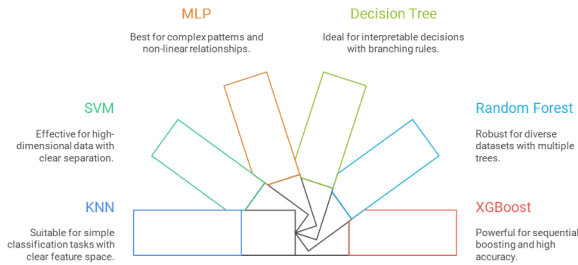 MLP
Best for complex patterns and
non-linear relationships.
Decision Tree
Ideal for interpretable decisions
with branching rules.
SVM
Effective for high-
dimensional data with
clear separation.
Random Forest
Robust for diverse
datasets with multiple
trees.
KNN
Suitable for simple
classification tasks with
clear feature space.
XGBoost
Powerful for sequential
boosting and high
accuracy.